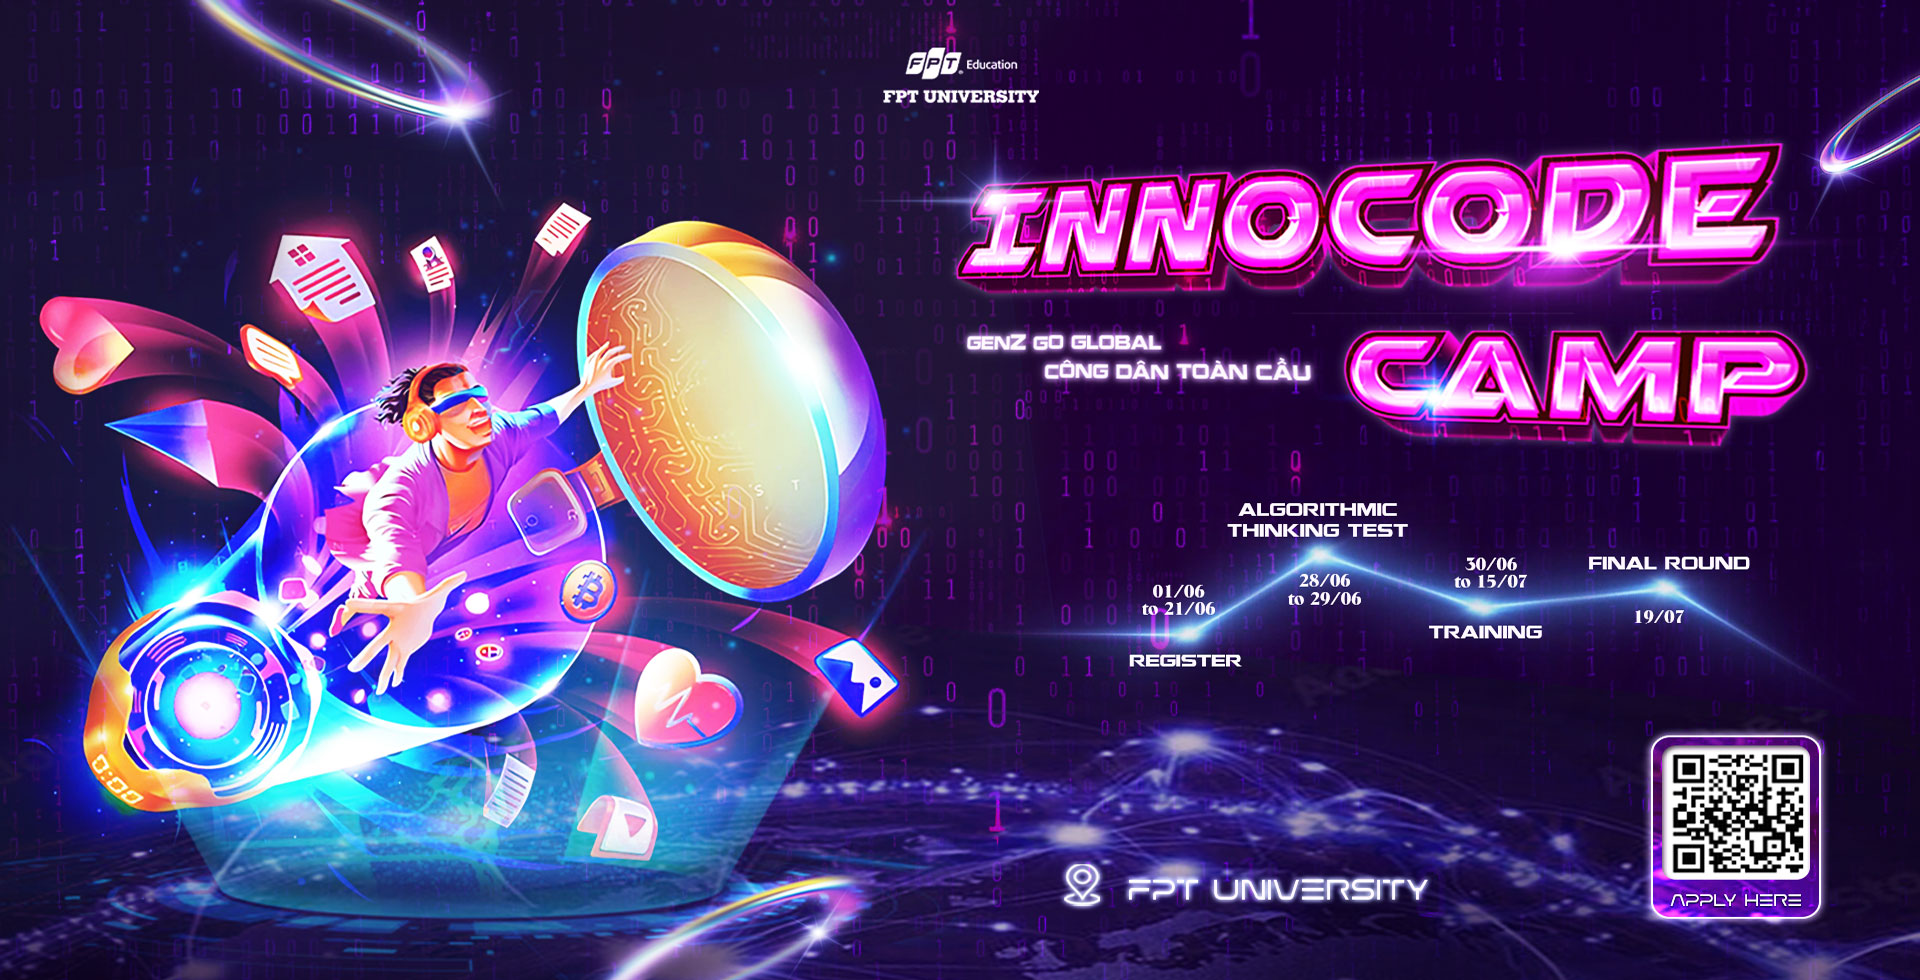 FPT Education
FPT UNIVERSITY
INNOCODE
CAMP
GENZ GO GLOBAL
CÔNG DÂN TOÀN CẦU
ALGORITHMIC
THINKING TEST
28/06
to 29/06
01/06
to 21/06
REGISTER
30/06
to 15/07
TRAINING
FINAL ROUND
19/07
0:00
FPT UNIVERSITY
APPLY HERE